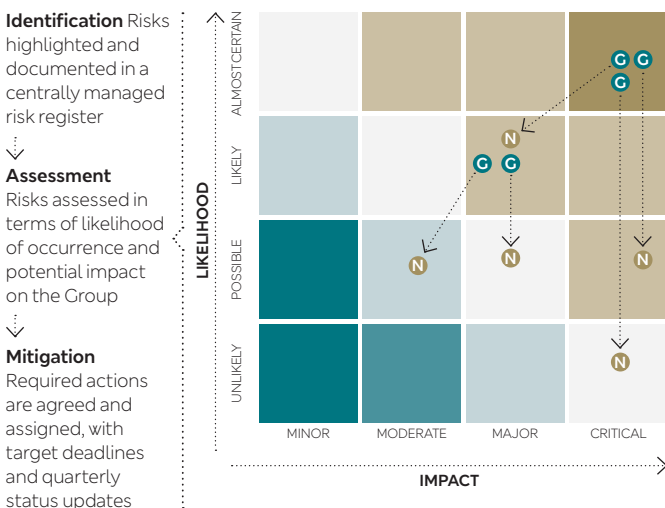 Identification Risks
highlighted and
documented in a
centrally managed
risk register
Assessment
Risks assessed in
terms of likelihood
of occurrence and
potential impact
on the Group
Mitigation
Required actions
are agreed and
assigned, with
target deadlines
and quarterly
status updates
LIKELIHOOD
ALMOST CERTAIN
LIKELY
POSSIBLE
UNLIKELY
G G
G
N
G G
N N N
N
MINOR MODERATE MAJOR CRITICAL
IMPACT